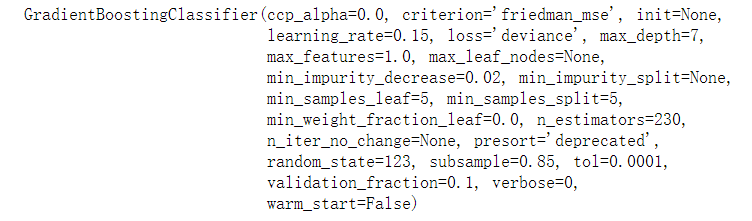 GradientBoostingClassifier(ccp_alpha=0.0, criterion='friedman_mse', init=None,
learning_rate=0.15, loss='deviance', max_depth=7,
max_features=1.0, max_leaf_nodes=None,
min_impurity_decrease=0.02, min_impurity_split=None,
min_samples_leaf=5, min_samples_split=5,
min_weight_fraction_leaf=0.0, n_estimators=230,
n_iter_no_change=None, presort='deprecated',
random_state=123, subsample=0.85, tol=0.0001,
validation_fraction=0.1, verbose=0,
warm_start=False)